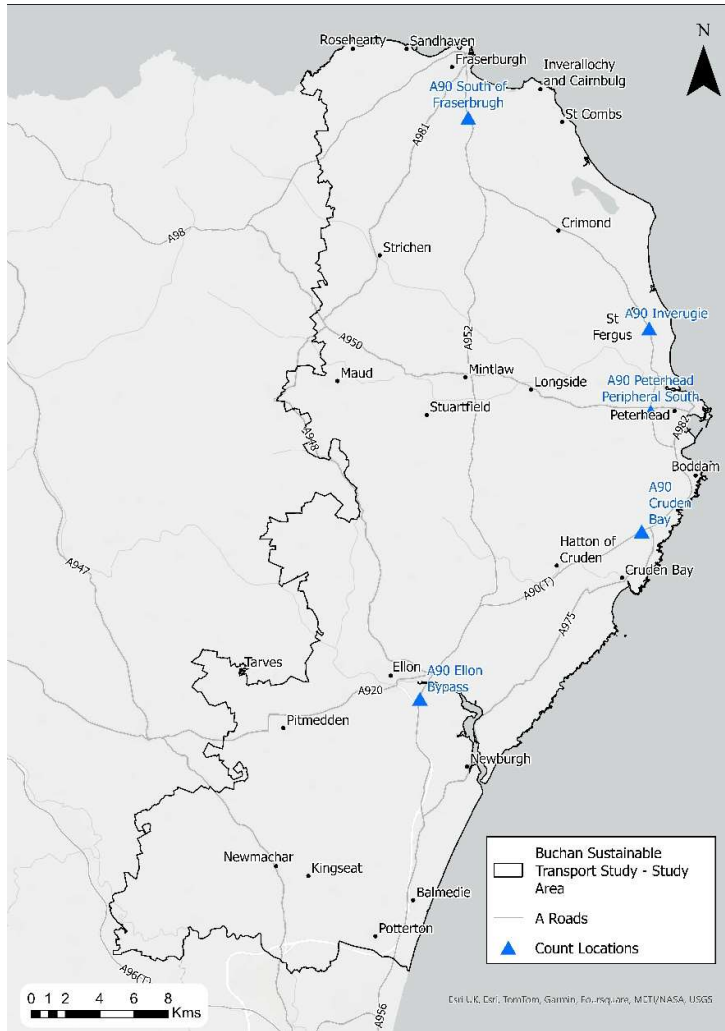 N
Rosehearty
Sandhaven
Fraserburgh
Inverallochy
and Cairnbulg
A90 South of
Fraserbrugh
St Combs
A981
Crimond
A98
Strichen
A90 Inverugie
St
Fergus
A952
A950
Maud
Mintlaw
Longside
A90 Peterhead
Peripheral South
Stuartfield
Peterhead
A982
A948
Boddam
A90
Cruden
Bay
Hatton of
Cruden
A947
A90(T)
Cruden Bay
A975
Tarves
Ellon
A90 Ellon
Bypass
A920
Pitmedden
Newburgh
Newmachar
Kingseat
Balmedie
Potterton
A96(T)
A956
Buchan Sustainable
Transport Study - Study
Area
A Roads
Count Locations
0 1 2 4 6 8
Kms
Esri UK, Esri, TomTom, Garmin, Foursquare, METI/NASA, USGS